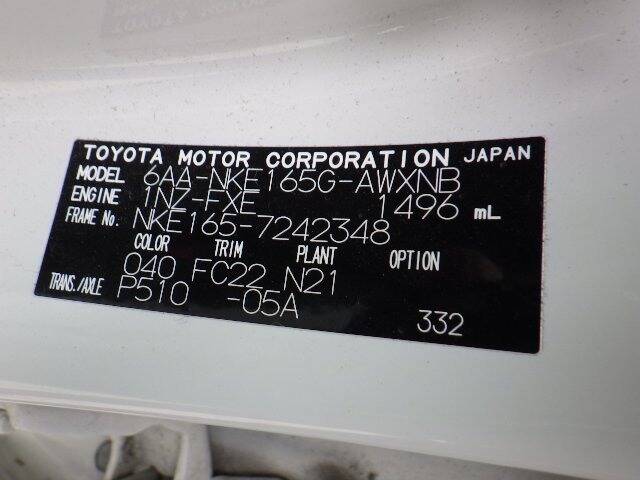 TOYOTA MOTOR CORPORATION JAPAN
MODEL 6AA-NKE165G-AWXNB
ENGINE 1NZ-FXE 1496 mL
FRAME No. NKE165-7242348
COLOR TRIM PLANT OPTION
040 FC22 N21
TRANS./AXLE P510 -05A
332